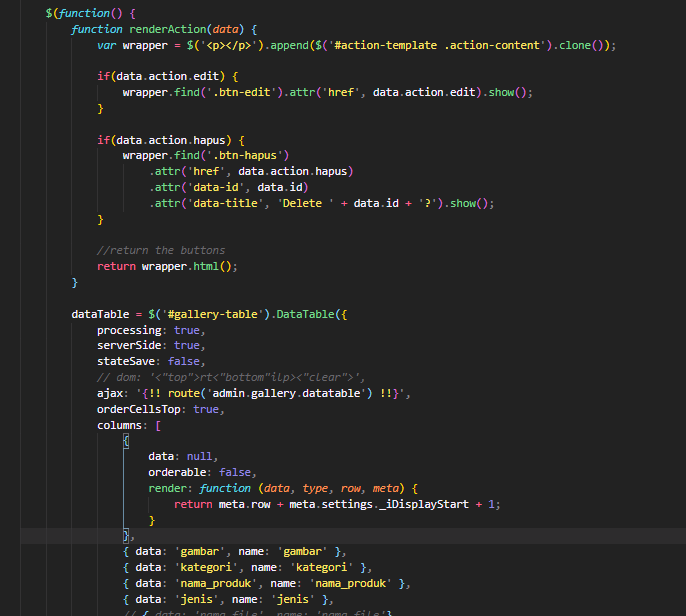 $(function() {
function renderAction(data) {
var wrapper = $('<p></p>').append($('#action-template .action-content').clone());
if(data.action.edit) {
wrapper.find('.btn-edit').attr('href', data.action.edit).show();
}
if(data.action.hapus) {
wrapper.find('.btn-hapus')
.attr('href', data.action.hapus)
.attr('data-id', data.id)
.attr('data-title', 'Delete ' + data.id + '?').show();
}
//return the buttons
return wrapper.html();
}
dataTable = $('#gallery-table').DataTable({
processing: true,
serverSide: true,
stateSave: false,
// dom: '<"top">rt<"bottom"ilp><"clear">',
ajax: '{!! route('admin.gallery.datatable') !!}',
orderCellsTop: true,
columns: [
{
data: null,
orderable: false,
render: function (data, type, row, meta) {
return meta.row + meta.settings._iDisplayStart + 1;
}
},
{ data: 'gambar', name: 'gambar' },
{ data: 'kategori', name: 'kategori' },
{ data: 'nama_produk', name: 'nama_produk' },
{ data: 'jenis', name: 'jenis' },
// { data: 'nama_file', name: 'nama_file'}